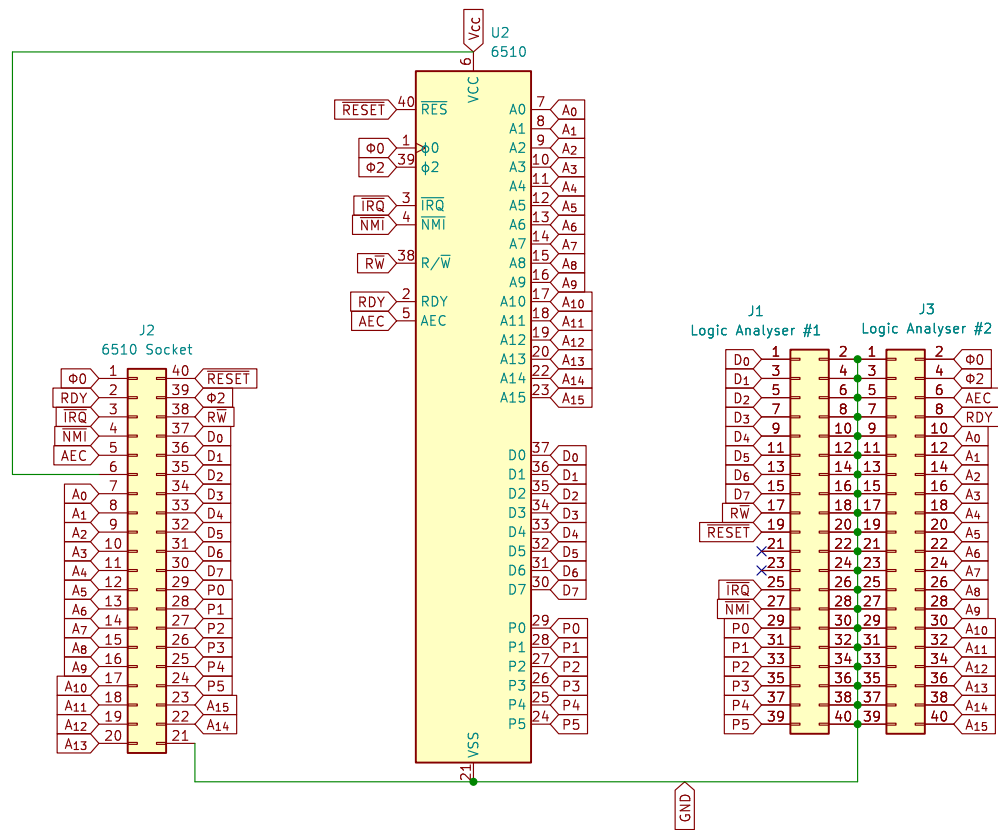 Vcc
U2
6510
6
VCC
RESET 40 RES A0 7 A0
A1 8 A1
Φ0 1 ϕ0 A2 9 A2
Φ2 39 ϕ2 A3 10 A3
A4 11 A4
IRQ 3 IRQ A5 12 A5
NMI 4 NMI A6 13 A6
A7 14 A7
RW 38 R/W A8 15 A8
A9 16 A9
RDY 2 RDY A10 17 A10
AEC 5 AEC A11 18 A11
A12 19 A12
A13 20 A13
A14 22 A14
A15 23 A15
D0 37 D0
D1 36 D1
D2 35 D2
D3 34 D3
D4 33 D4
D5 32 D5
D6 31 D6
D7 30 D7
P0 29 P0
P1 28 P1
P2 27 P2
P3 26 P3
P4 25 P4
P5 24 P5
VSS
21
GND
J2
6510 Socket
Φ0 1 40 RESET
RDY 2 39 Φ2
IRQ 3 38 RW
NMI 4 37 D0
AEC 5 36 D1
6 35 D2
A0 7 34 D3
A1 8 33 D4
A2 9 32 D5
A3 10 31 D6
A4 11 30 D7
A5 12 29 P0
A6 13 28 P1
A7 14 27 P2
A8 15 26 P3
A9 16 25 P4
A10 17 24 P5
A11 18 23 A15
A12 19 22 A14
A13 20 21
J1
Logic Analyser #1
J3
Logic Analyser #2
D0 1 2 1 2 Φ0
D1 3 4 3 4 Φ2
D2 5 6 5 6 AEC
D3 7 8 7 8 RDY
D4 9 10 9 10 A0
D5 11 12 11 12 A1
D6 13 14 13 14 A2
D7 15 16 15 16 A3
RW 17 18 17 18 A4
RESET 19 20 19 20 A5
21 22 21 22 A6
23 24 23 24 A7
IRQ 25 26 25 26 A8
NMI 27 28 27 28 A9
P0 29 30 29 30 A10
P1 31 32 31 32 A11
P2 33 34 33 34 A12
P3 35 36 35 36 A13
P4 37 38 37 38 A14
P5 39 40 39 40 A15